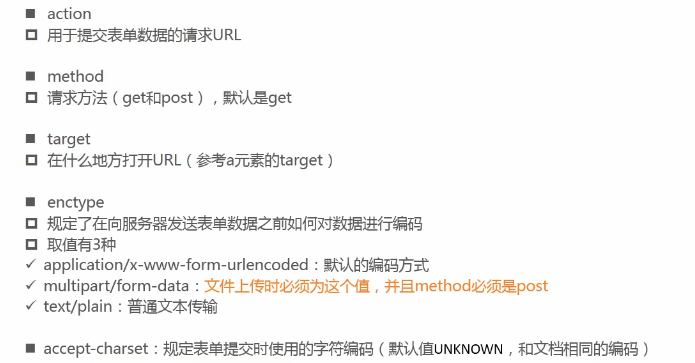 ■ action
□ 用于提交表单数据的请求URL
■ method
□ 请求方法（get和post），默认是get
■ target
□ 在什么地方打开URL（参考a元素的target）
■ enctype
□ 规定了在向服务器发送表单数据之前如何对数据进行编码
□ 取值有3种
✓ application/x-www-form-urlencoded：默认的编码方式
✓ multipart/form-data：文件上传时必须为这个值，并且method必须是post
✓ text/plain：普通文本传输
■ accept-charset：规定表单提交时使用的字符编码（默认值UNKNOWN，和文档相同的编码）